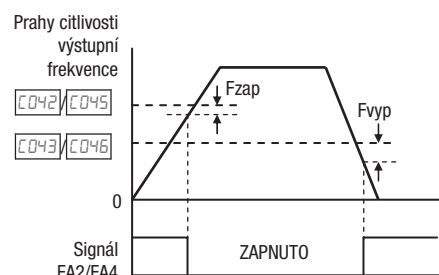 Prahy citlivosti
výstupní
frekvence
C042/C045
Fzap
Fvyp
C043/C046
0
Signál
ZAPNUTO
FA2/FA4